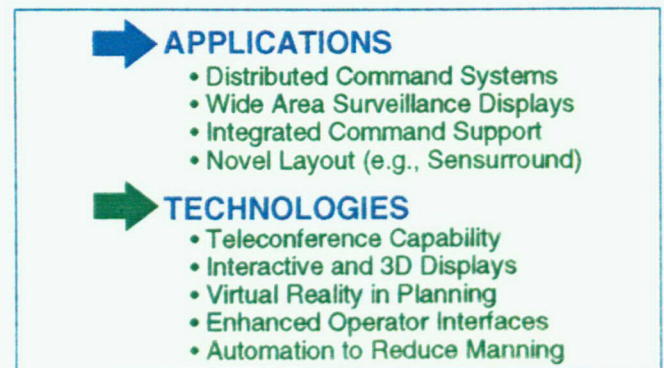 APPLICATIONS
• Distributed Command Systems
• Wide Area Surveillance Displays
• Integrated Command Support
• Novel Layout (e.g., Sensurround)
TECHNOLOGIES
• Teleconference Capability
• Interactive and 3D Displays
• Virtual Reality in Planning
• Enhanced Operator Interfaces
• Automation to Reduce Manning